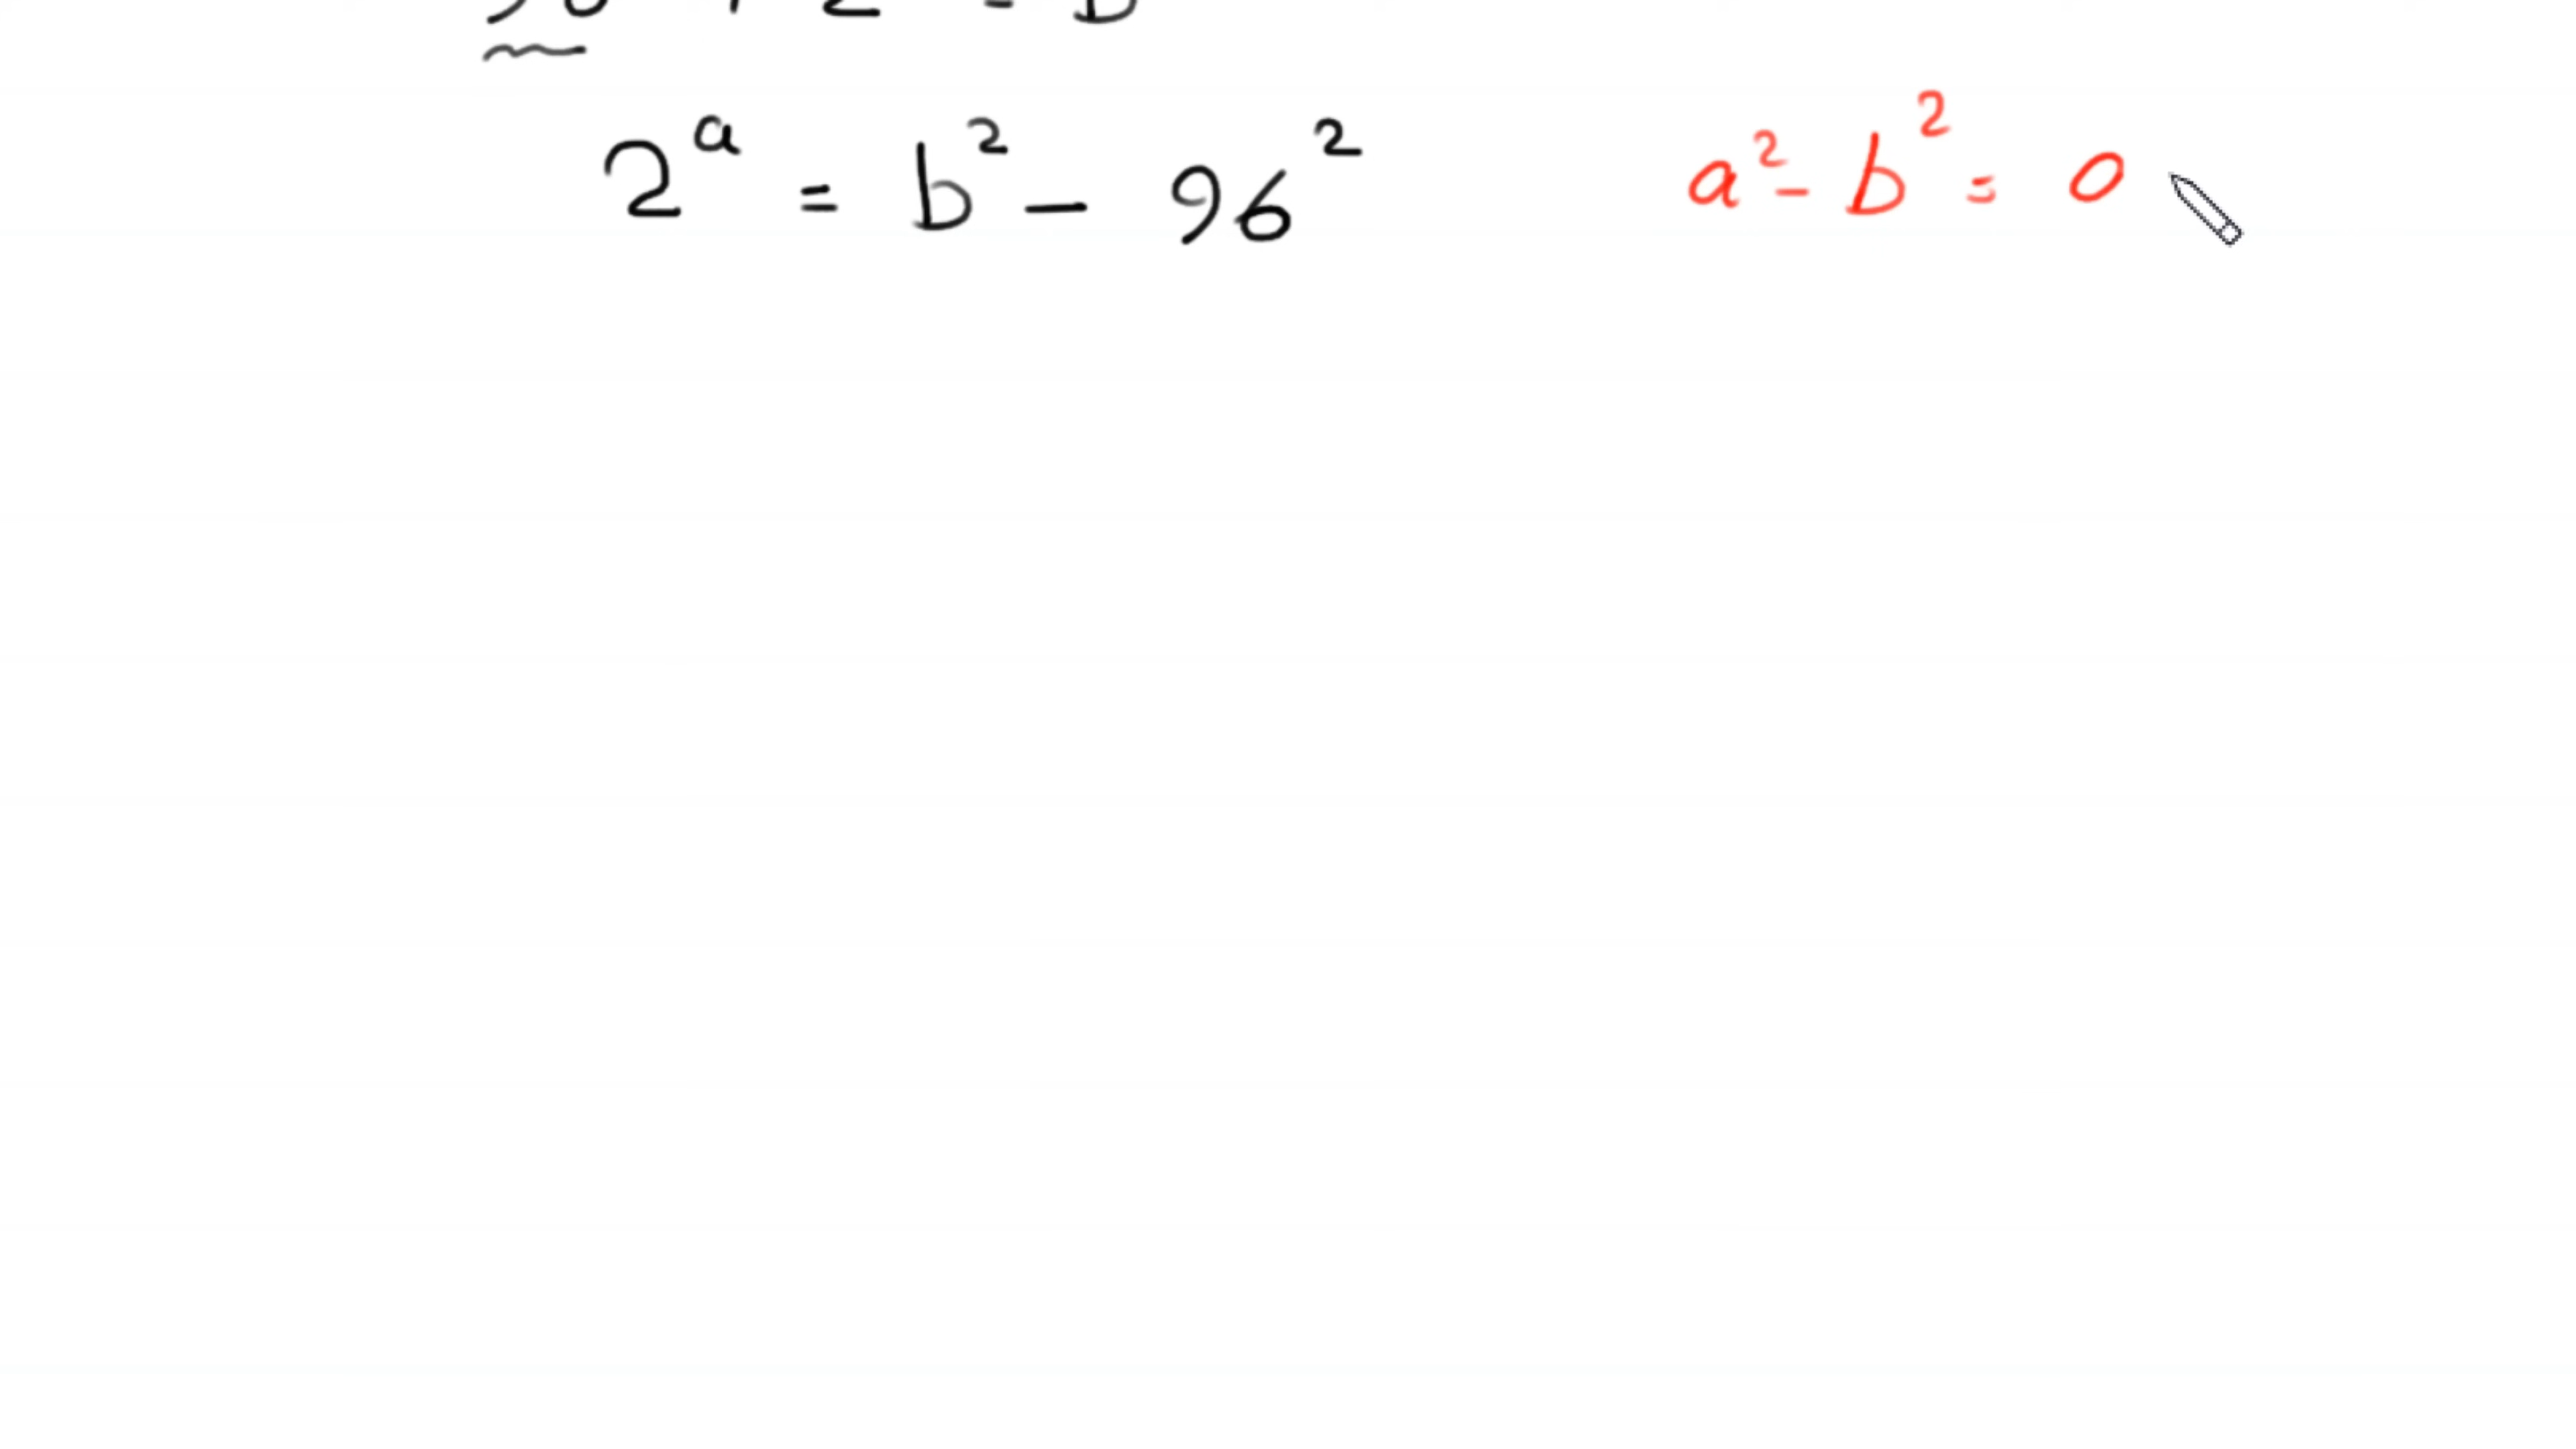 2^a = b^2 - 96^2
a^2 - b^2 = 0